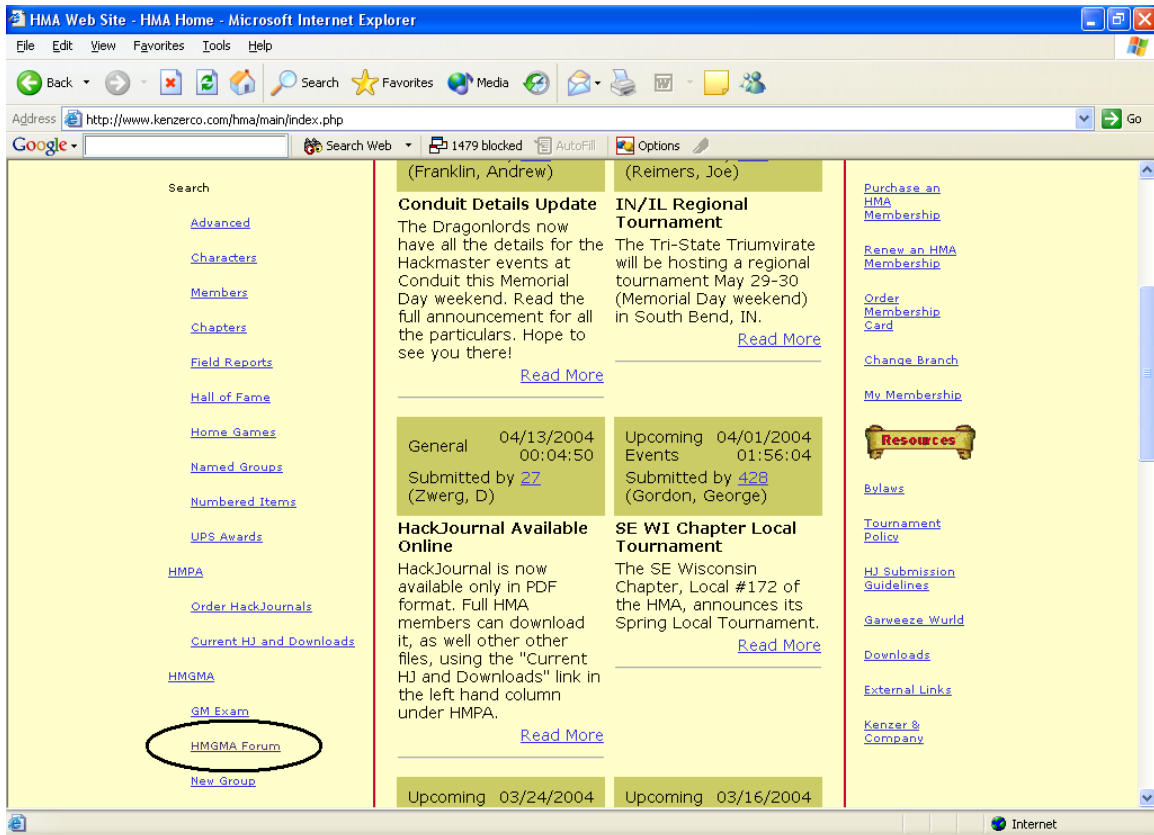 HMA Web Site - HMA Home - Microsoft Internet Explorer
File Edit View Favorites Tools Help
Back Search Favorites Media
Address http://www.kenzerco.com/hma/main/index.php Go
Google Search Web 1479 blocked AutoFill Options
Search
Advanced
Characters
Members
Chapters
Field Reports
Hall of Fame
Home Games
Named Groups
Numbered Items
UPS Awards
HMPA
Order HackJournals
Current HJ and Downloads
HMGMA
GM Exam
HMGMA Forum
New Group
(Franklin, Andrew)
Conduit Details Update
The Dragonlords now
have all the details for the
Hackmaster events at
Conduit this Memorial
Day weekend. Read the
full announcement for all
the particulars. Hope to
see you there!
Read More
General 04/13/2004
00:04:50
Submitted by 27
(Zwerg, D)
HackJournal Available
Online
HackJournal is now
available only in PDF
format. Full HMA
members can download
it, as well other other
files, using the "Current
HJ and Downloads" link in
the left hand column
under HMPA.
Read More
Upcoming 03/24/2004
(Reimers, Joe)
IN/IL Regional
Tournament
The Tri-State Triumvirate
will be hosting a regional
tournament May 29-30
(Memorial Day weekend)
in South Bend, IN.
Read More
Upcoming 04/01/2004
Events 01:56:04
Submitted by 428
(Gordon, George)
SE WI Chapter Local
Tournament
The SE Wisconsin
Chapter, Local #172 of
the HMA, announces its
Spring Local Tournament.
Read More
Upcoming 03/16/2004
Purchase an
HMA
Membership
Renew an HMA
Membership
Order
Membership
Card
Change Branch
My Membership
Resources
Bylaws
Tournament
Policy
HJ Submission
Guidelines
Garweeze Wurld
Downloads
External Links
Kenzer &
Company
Internet